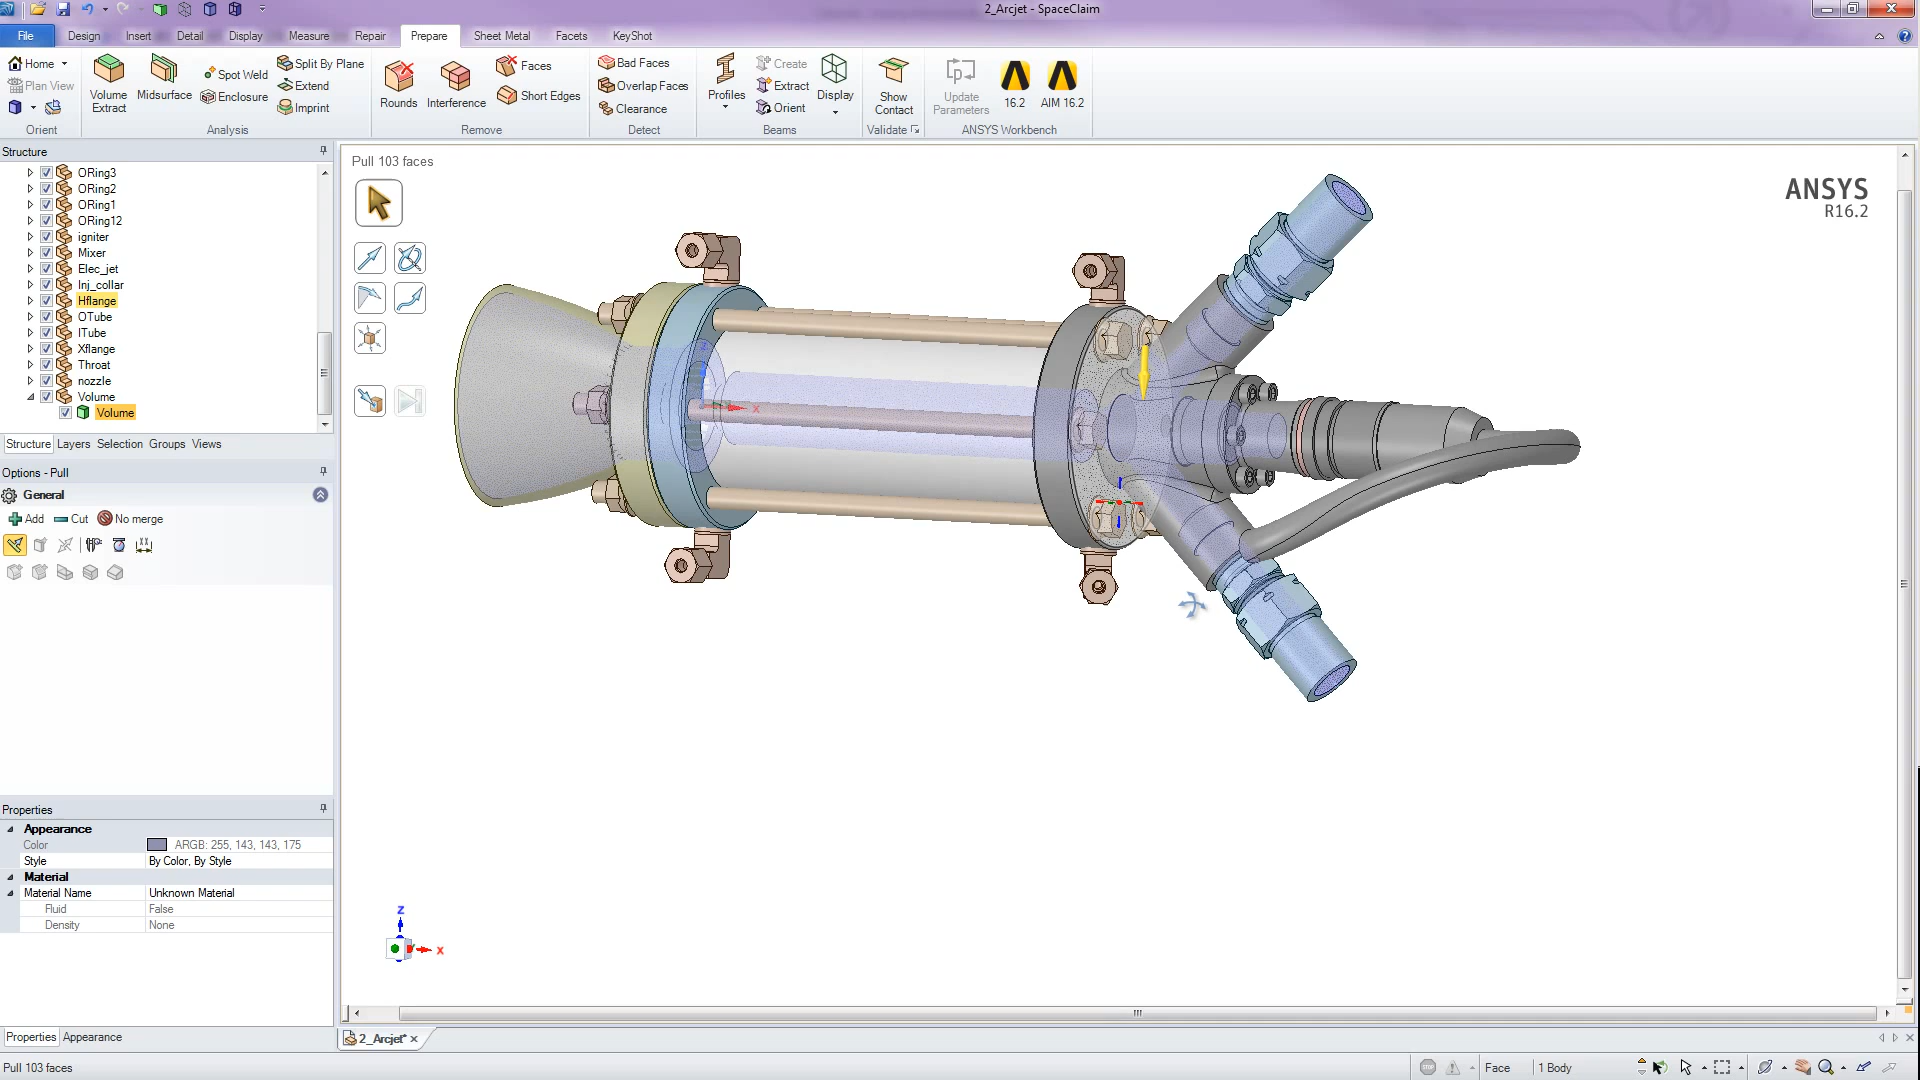 2_Arcjet - SpaceClaim
File Design Insert Detail Display Measure Repair Prepare Sheet Metal Facets KeyShot
Home
Plan View
Orient
Volume Extract
Midsurface
Spot Weld
Enclosure
Split By Plane
Extend
Imprint
Analysis
Rounds
Interference
Faces
Short Edges
Remove
Bad Faces
Overlap Faces
Clearance
Detect
Profiles
Create
Extract
Orient
Display
Beams
Show Contact
Validate
Update Parameters
16.2
AIM 16.2
ANSYS Workbench
Structure
ORing3
ORing2
ORing1
ORing12
igniter
Mixer
Elec_jet
Inj_collar
Hflange
OTube
ITube
Xflange
Throat
nozzle
Volume
Volume
Structure Layers Selection Groups Views
Options - Pull
General
Add Cut No merge
Properties
Appearance
Color ARGB: 255, 143, 143, 175
Style By Color, By Style
Material
Material Name Unknown Material
Fluid False
Density None
Properties Appearance
Pull 103 faces
ANSYS
R16.2
Z
X
X
2_Arcjet*
Pull 103 faces
Face 1 Body